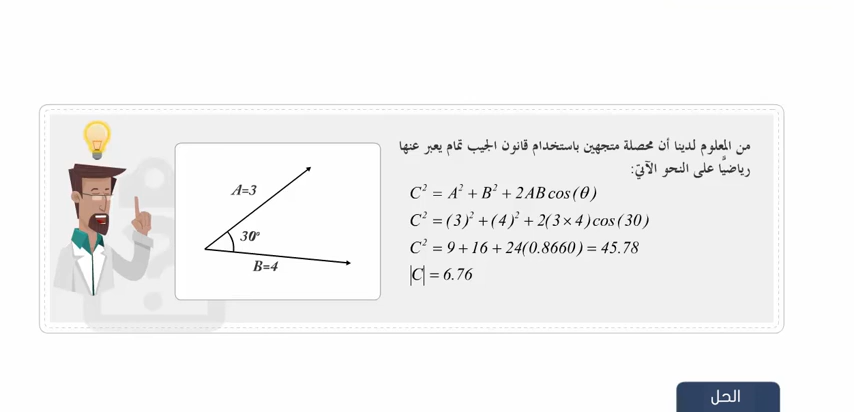 من المعلوم لدينا أن محصلة متجهين باستخدام قانون الجيب تمام يعبر عنها
رياضيًّا على النحو الآتيّ:
C² = A² + B² + 2AB cos(θ)
C² = (3)² + (4)² + 2(3 × 4)cos(30)
C² = 9 + 16 + 24(0.8660) = 45.78
|C| = 6.76
A=3
30º
B=4
الحل